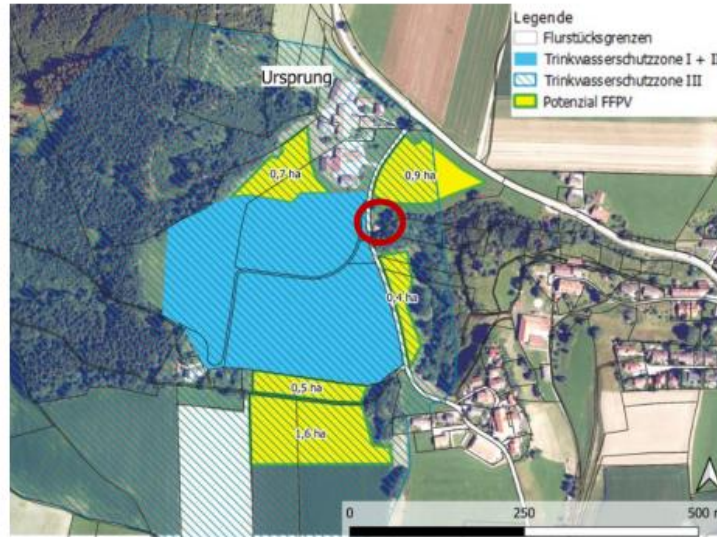 Legende
Flurstücksgrenzen
Trinkwasserschutzzone I + II
Trinkwasserschutzzone III
Potenzial FFPV
Ursprung
0,7 ha
0,9 ha
0,4 ha
0,5 ha
1,6 ha
0 250 500 m